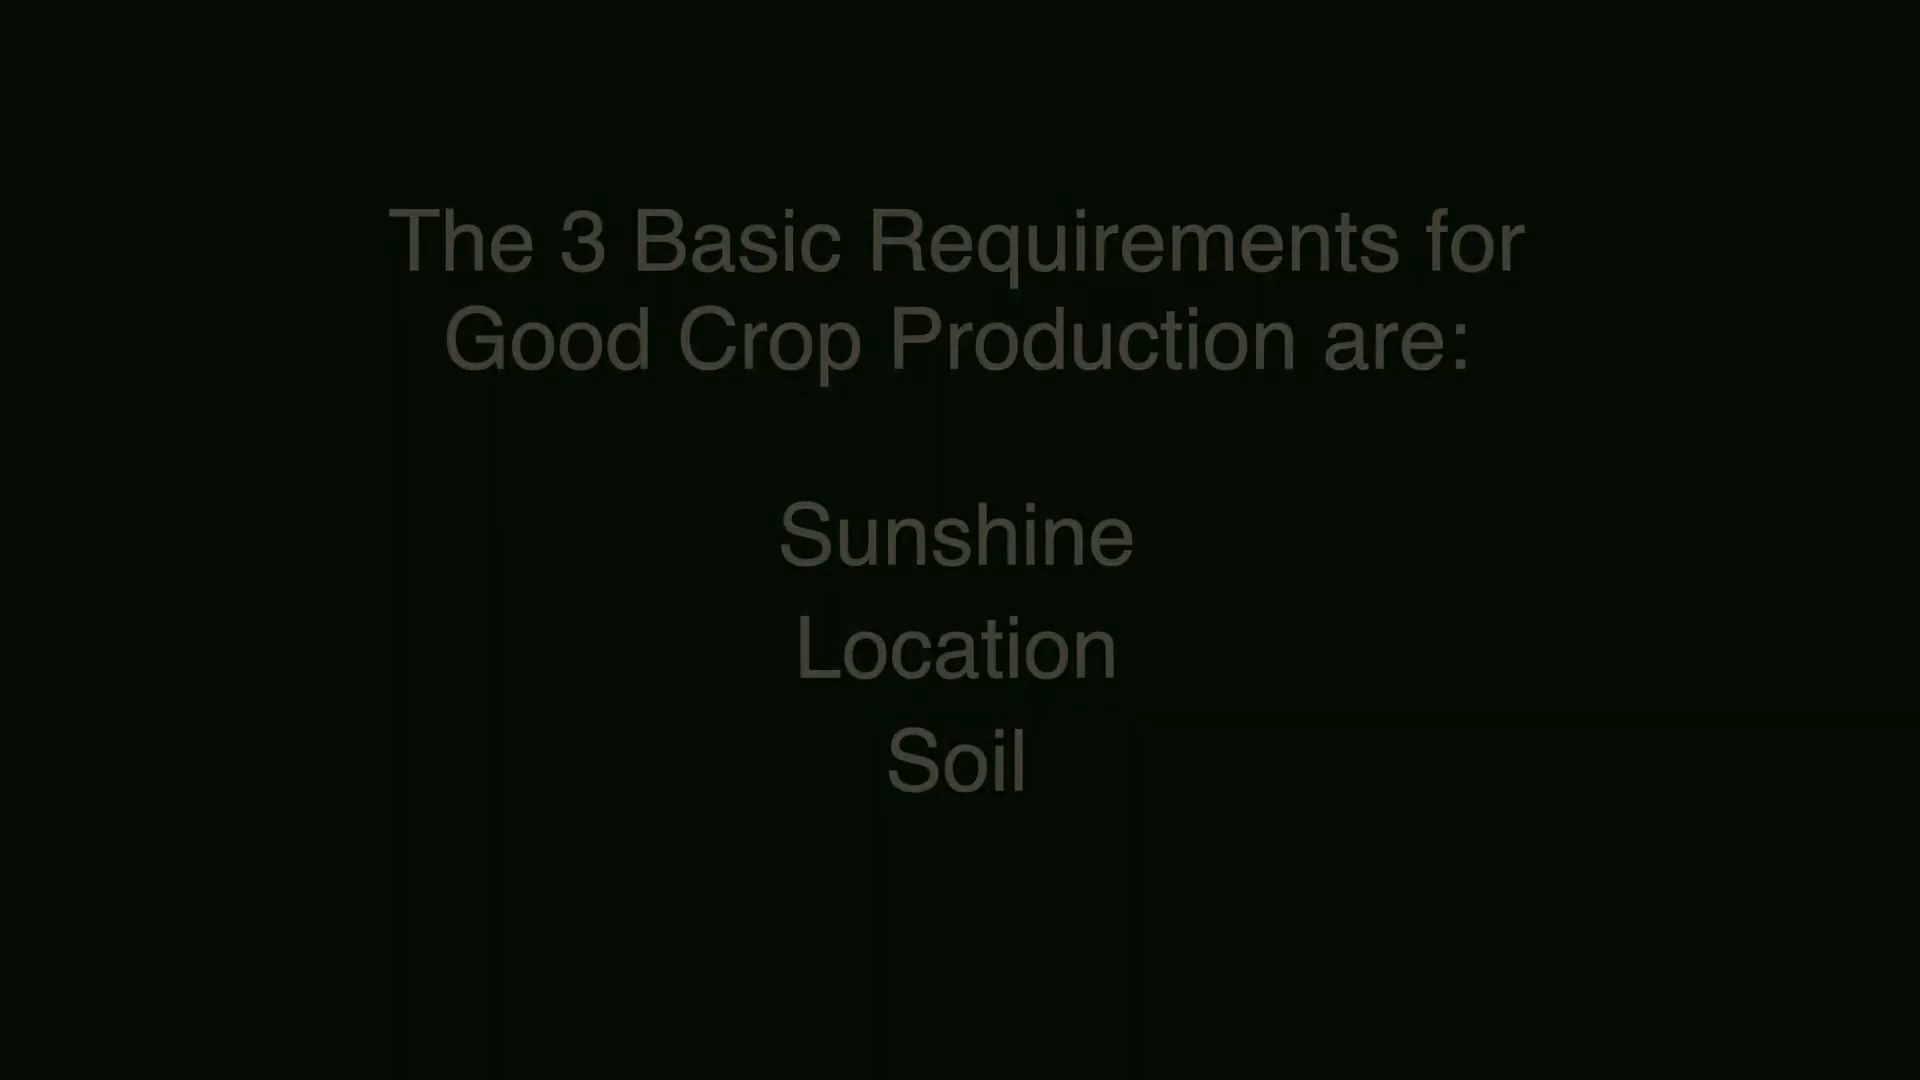 The 3 Basic Requirements for
Good Crop Production are:
Sunshine
Location
Soil